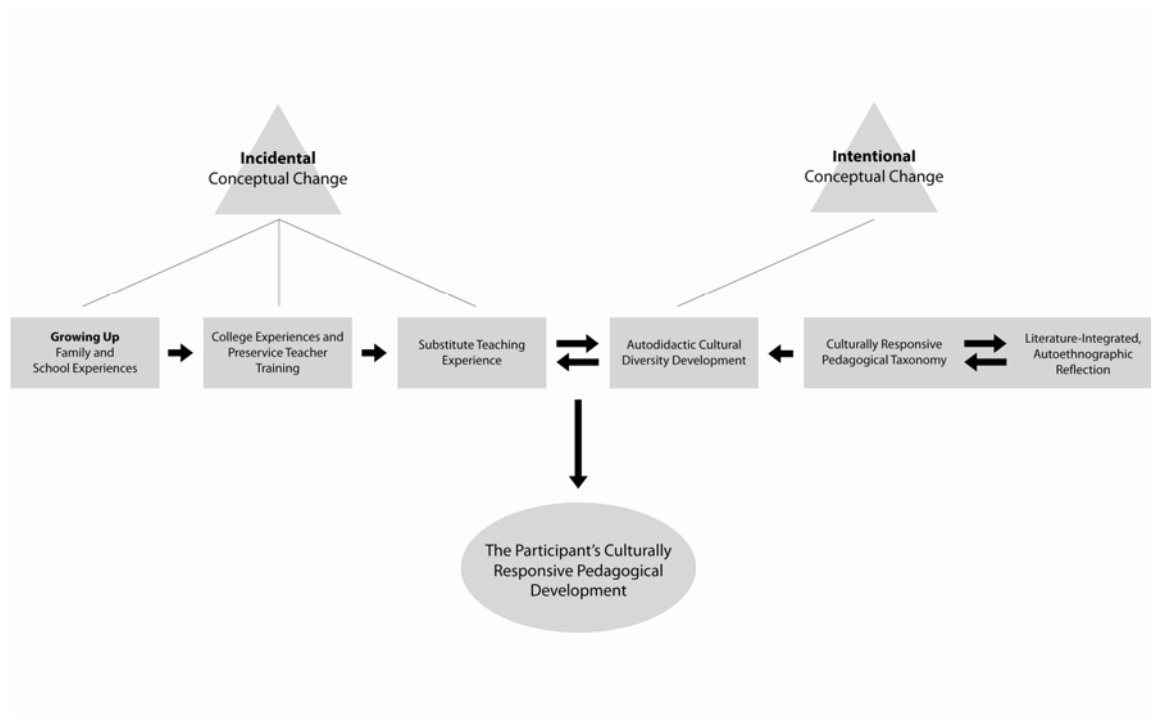 Incidental
Conceptual Change
Intentional
Conceptual Change
Growing Up
Family and
School Experiences
College Experiences and
Preservice Teacher
Training
Substitute Teaching
Experience
Autodidactic Cultural
Diversity Development
Culturally Responsive
Pedagogical Taxonomy
Literature-Integrated,
Autoethnographic
Reflection
The Participant's Culturally
Responsive Pedagogical
Development